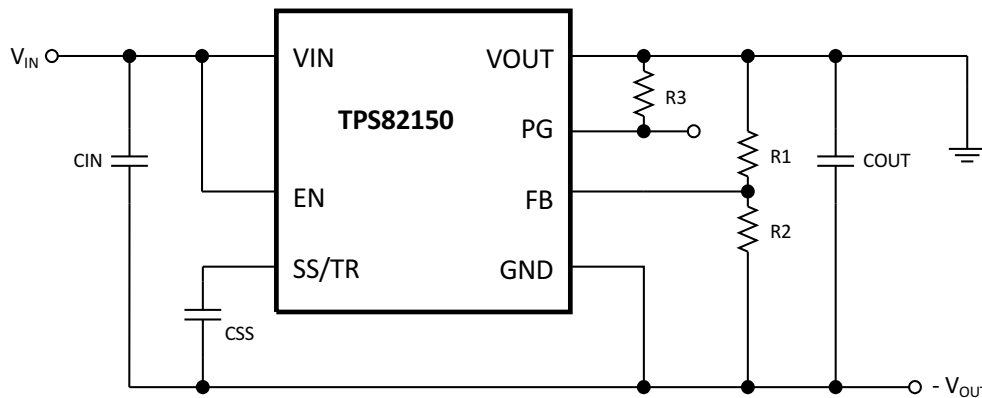 VIN
VIN
VOUT
R3
TPS82150
PG
CIN
R1
COUT
EN
FB
R2
SS/TR
GND
CSS
- VOUT